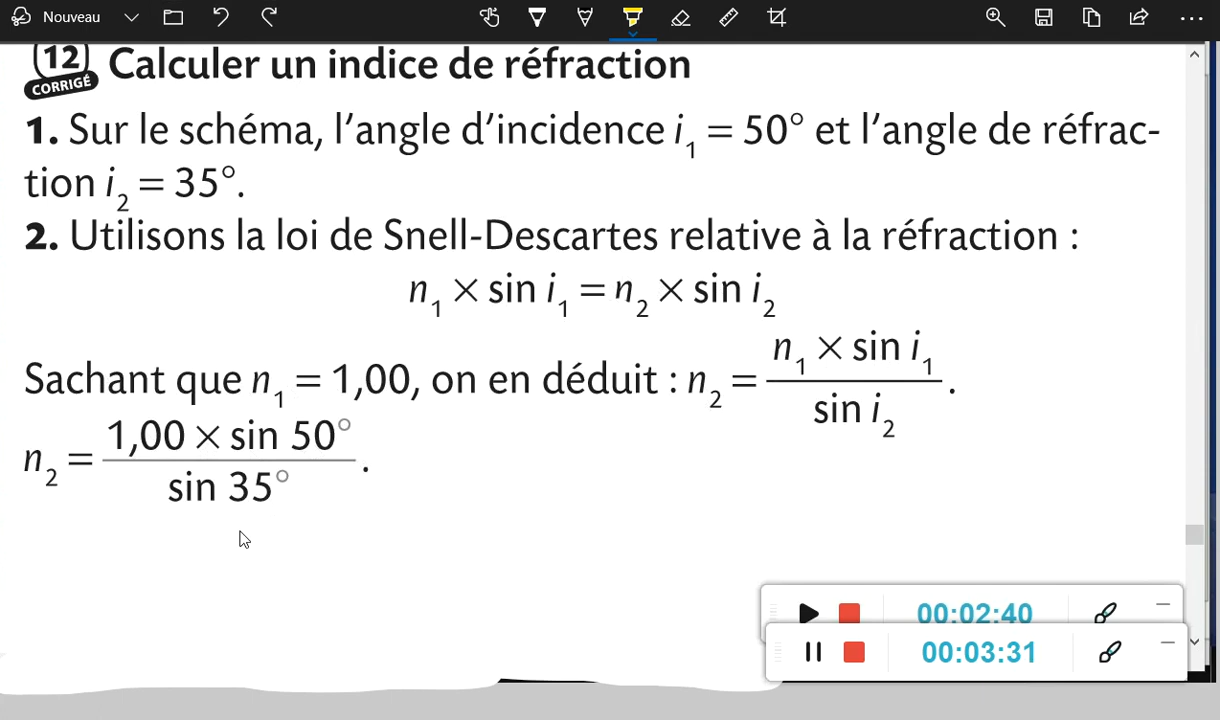 Nouveau
12 Calculer un indice de réfraction
CORRIGÉ
1. Sur le schéma, l'angle d'incidence i₁ = 50° et l'angle de réfrac-
tion i₂ = 35°.
2. Utilisons la loi de Snell-Descartes relative à la réfraction :
n₁ × sin i₁ = n₂ × sin i₂
Sachant que n₁ = 1,00, on en déduit : n₂ = (n₁ × sin i₁) / (sin i₂).
n₂ = (1,00 × sin 50°) / (sin 35°).
00:02:40
00:03:31